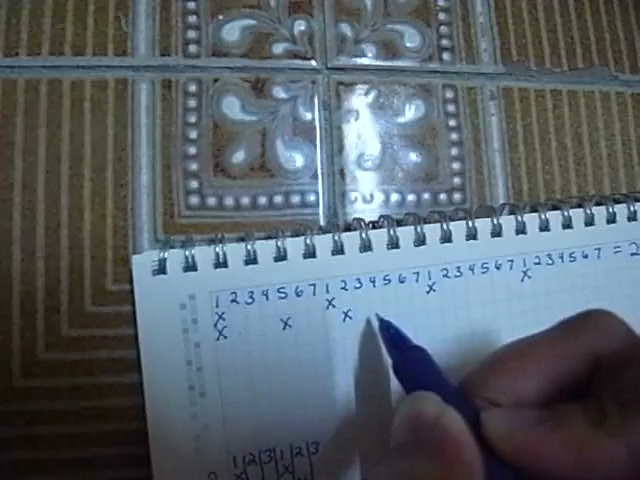 1 2 3 4 5 6 7 1 2 3 4 5 6 7 1 2 3 4 5 6 7 1 2 3 4 5 6 7 = 2
x x x x
x x x
1|2|3|1|2|3
x x